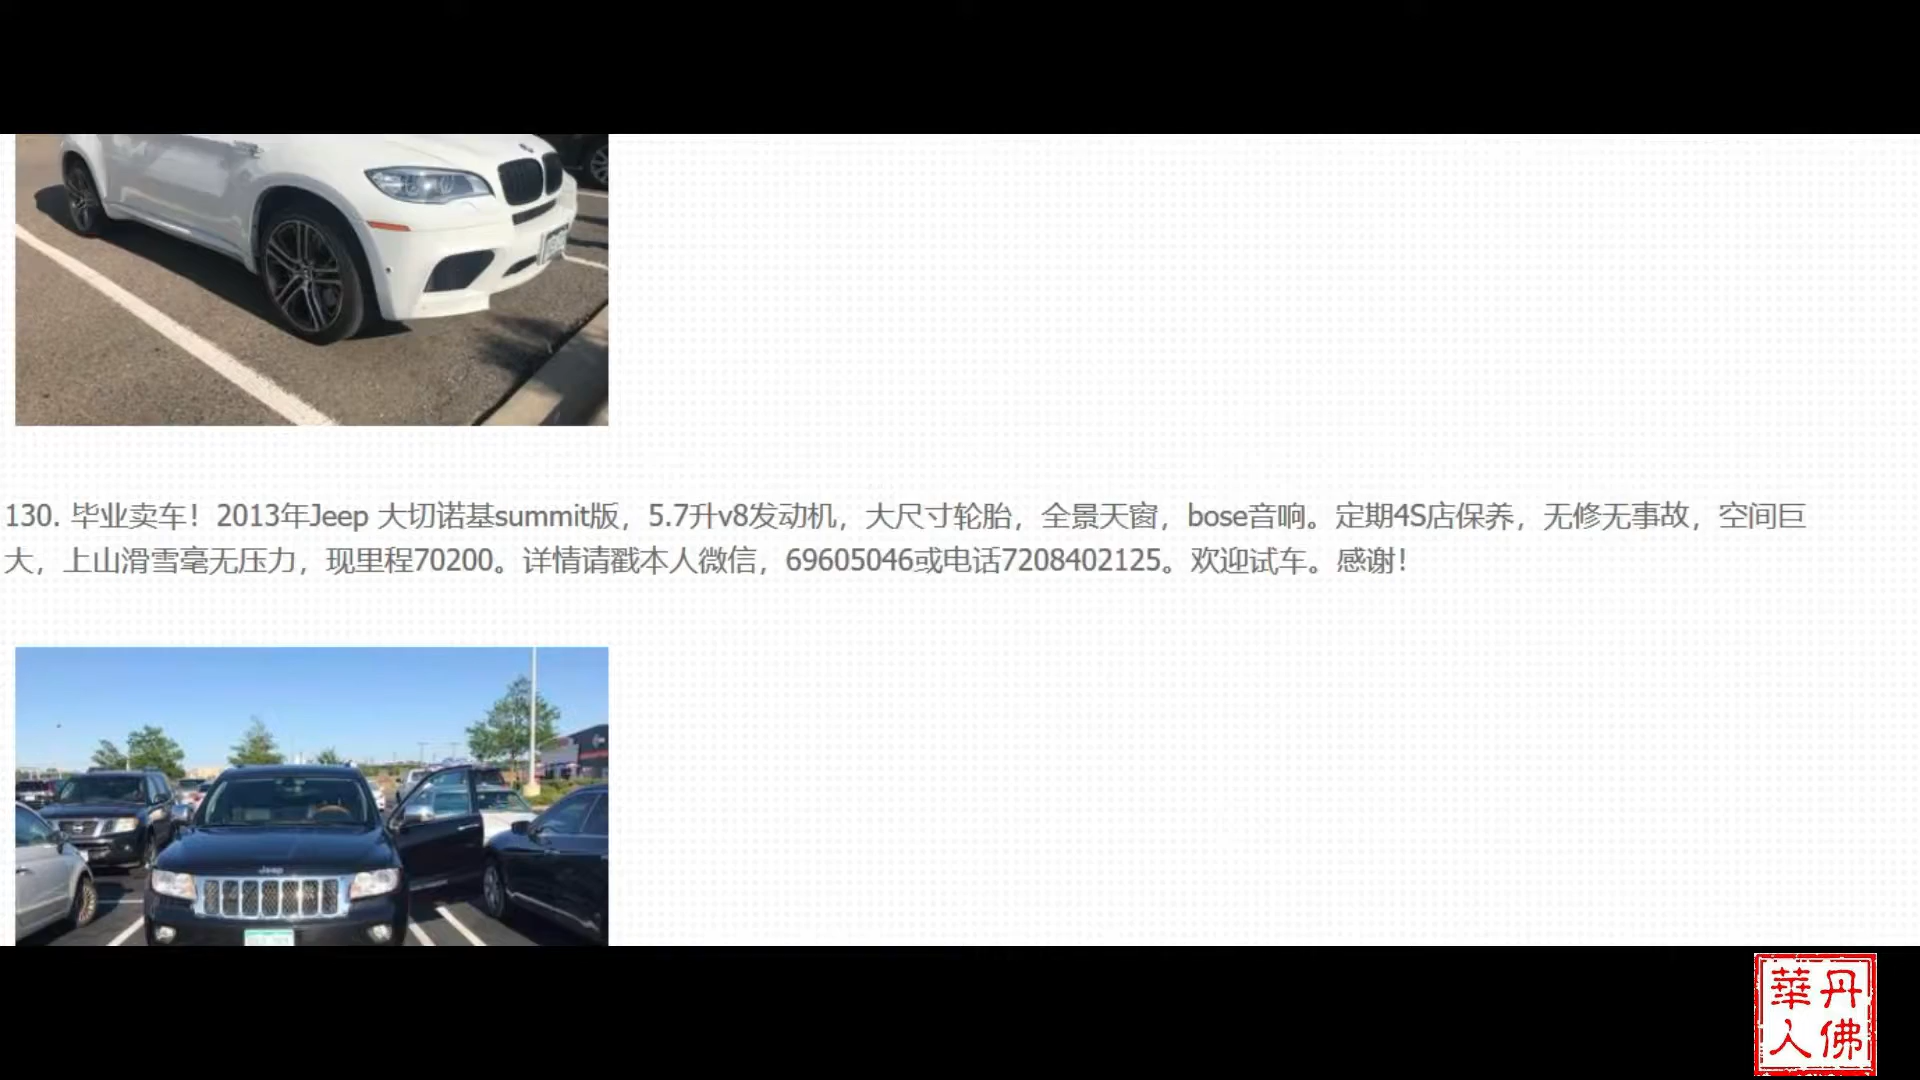 130. 毕业卖车！2013年Jeep 大切诺基summit版，5.7升v8发动机，大尺寸轮胎，全景天窗，bose音响。定期4S店保养，无修无事故，空间巨
大，上山滑雪毫无压力，现里程70200。详情请戳本人微信，69605046或电话7208402125。欢迎试车。感谢！
Jeep
丹佛
華人